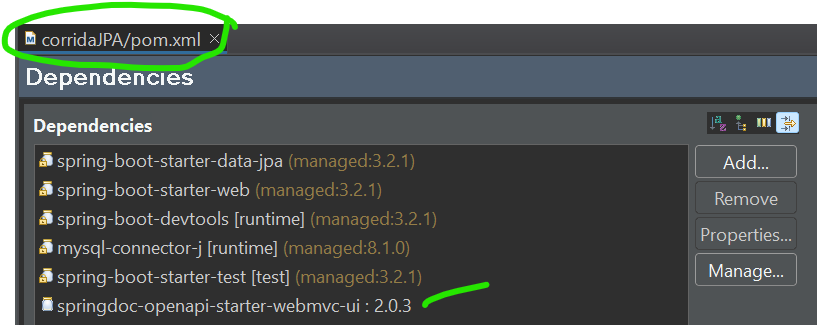 corridaJPA/pom.xml
Dependencies
Dependencies
spring-boot-starter-data-jpa (managed:3.2.1)
spring-boot-starter-web (managed:3.2.1)
spring-boot-devtools [runtime] (managed:3.2.1)
mysql-connector-j [runtime] (managed:8.1.0)
spring-boot-starter-test [test] (managed:3.2.1)
springdoc-openapi-starter-webmvc-ui : 2.0.3
Add...
Remove
Properties...
Manage...